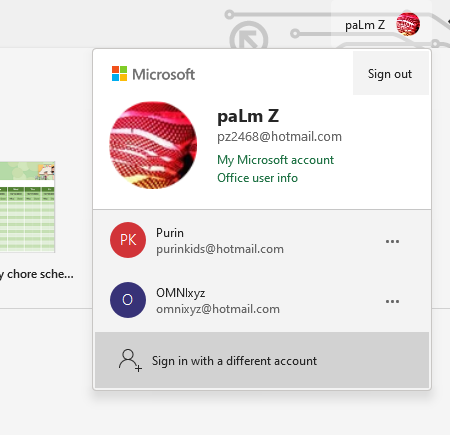 paLm Z
Microsoft
Sign out
paLm Z
pz2468@hotmail.com
My Microsoft account
Office user info
PK
Purin
purinkids@hotmail.com
O
OMNIxyz
omnixyz@hotmail.com
y chore sche...
Sign in with a different account